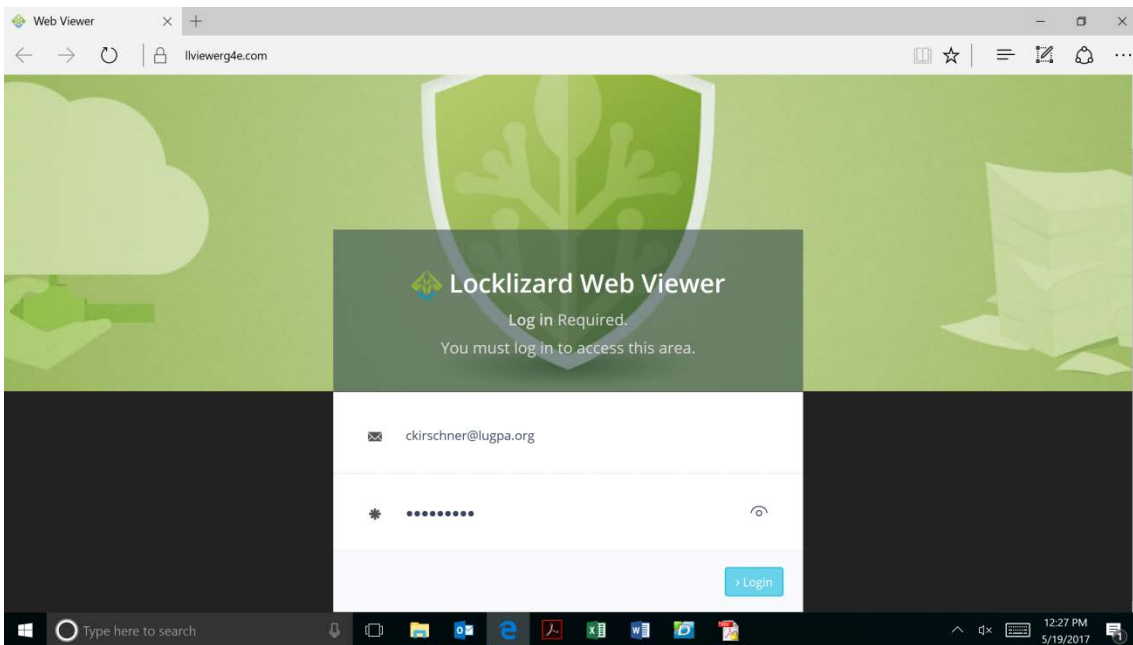 Web Viewer
llviewerg4e.com
Locklizard Web Viewer
Log in Required.
You must log in to access this area.
ckirschner@lugpa.org
•••••••••
> Login
Type here to search
12:27 PM
5/19/2017